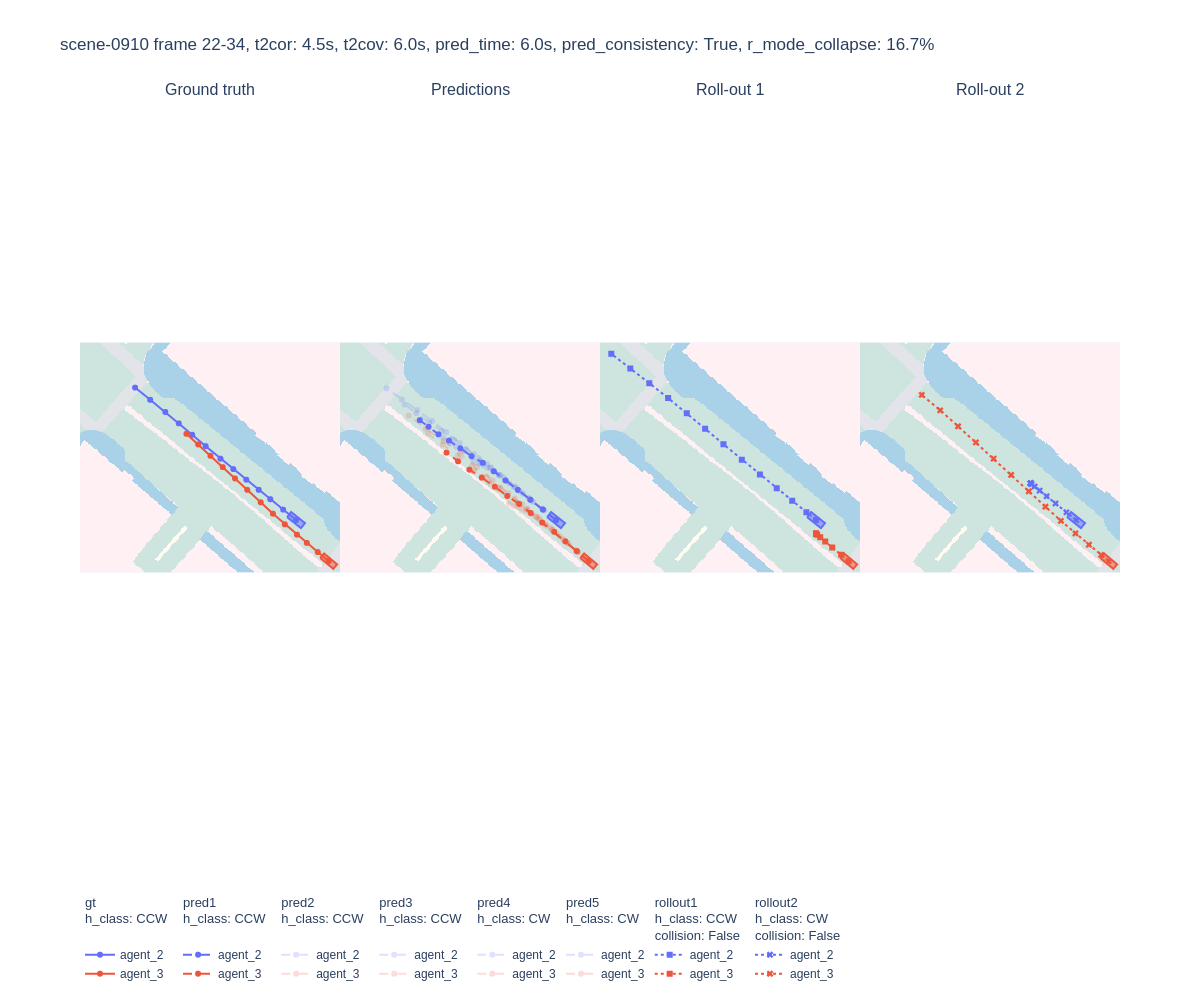 scene-0910 frame 22-34, t2cor: 4.5s, t2cov: 6.0s, pred_time: 6.0s, pred_consistency: True, r_mode_collapse: 16.7%
Ground truth Predictions Roll-out 1 Roll-out 2
gt pred1 pred2 pred3 pred4 pred5 rollout1 rollout2
h_class: CCW h_class: CCW h_class: CCW h_class: CCW h_class: CW h_class: CW h_class: CCW h_class: CW
collision: False collision: False
agent_2 agent_2 agent_2 agent_2 agent_2 agent_2 agent_2 agent_2
agent_3 agent_3 agent_3 agent_3 agent_3 agent_3 agent_3 agent_3